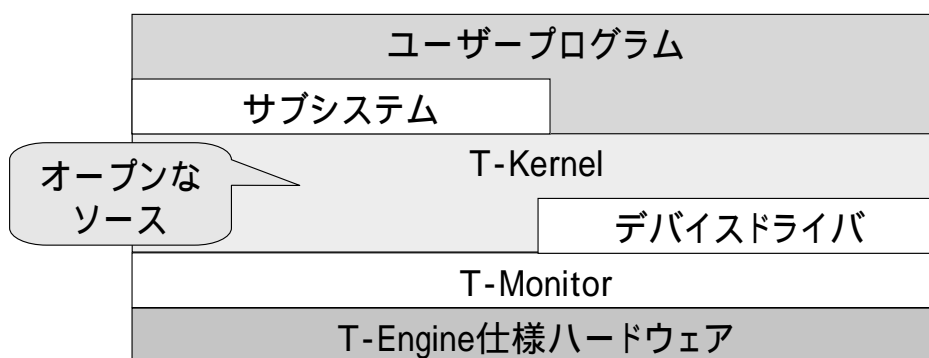 ユーザープログラム
サブシステム
T-Kernel
オープンな
ソース
デバイスドライバ
T-Monitor
T-Engine仕様ハードウェア